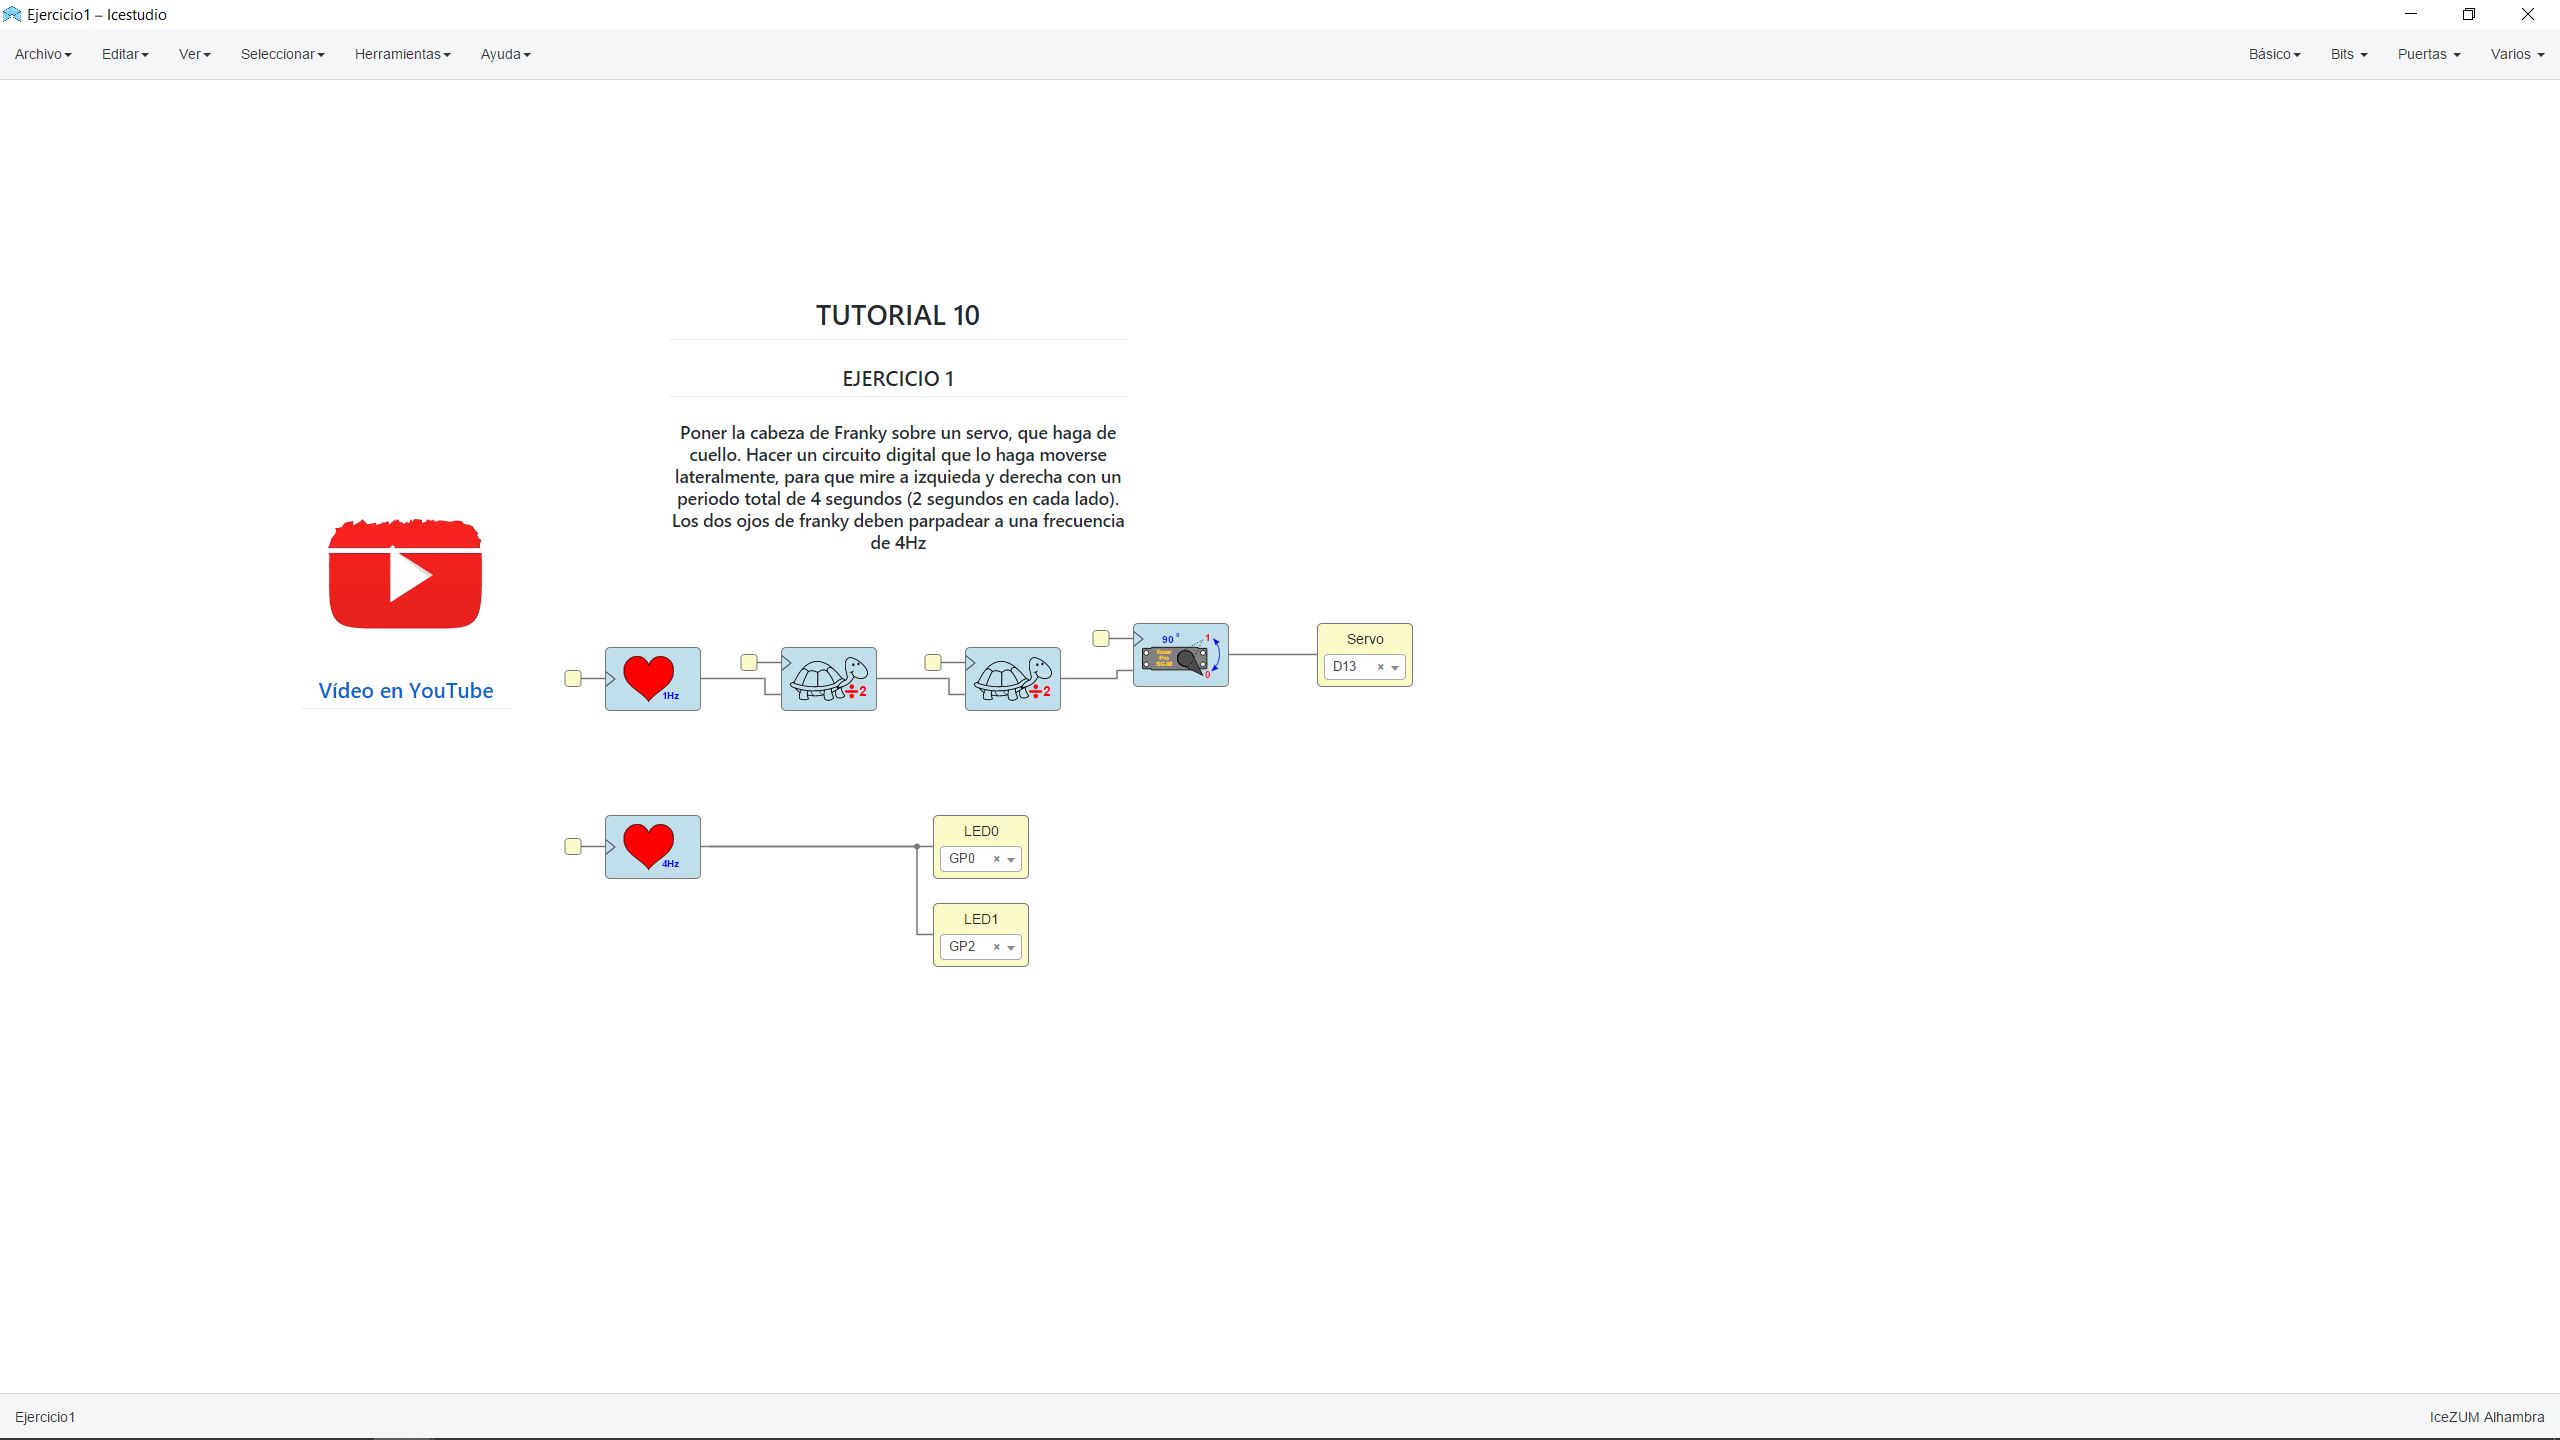 Ejercicio1 – Icestudio
Archivo Editar Ver Seleccionar Herramientas Ayuda Básico Bits Puertas Varios
TUTORIAL 10
EJERCICIO 1
Poner la cabeza de Franky sobre un servo, que haga de
cuello. Hacer un circuito digital que lo haga moverse
lateralmente, para que mire a izquieda y derecha con un
periodo total de 4 segundos (2 segundos en cada lado).
Los dos ojos de franky deben parpadear a una frecuencia
de 4Hz
Vídeo en YouTube
1Hz
÷2
÷2
90 º
1
Tower
Pro
SG-90
0
Servo
D13 ×
4Hz
LED0
GP0 ×
LED1
GP2 ×
Ejercicio1 IceZUM Alhambra